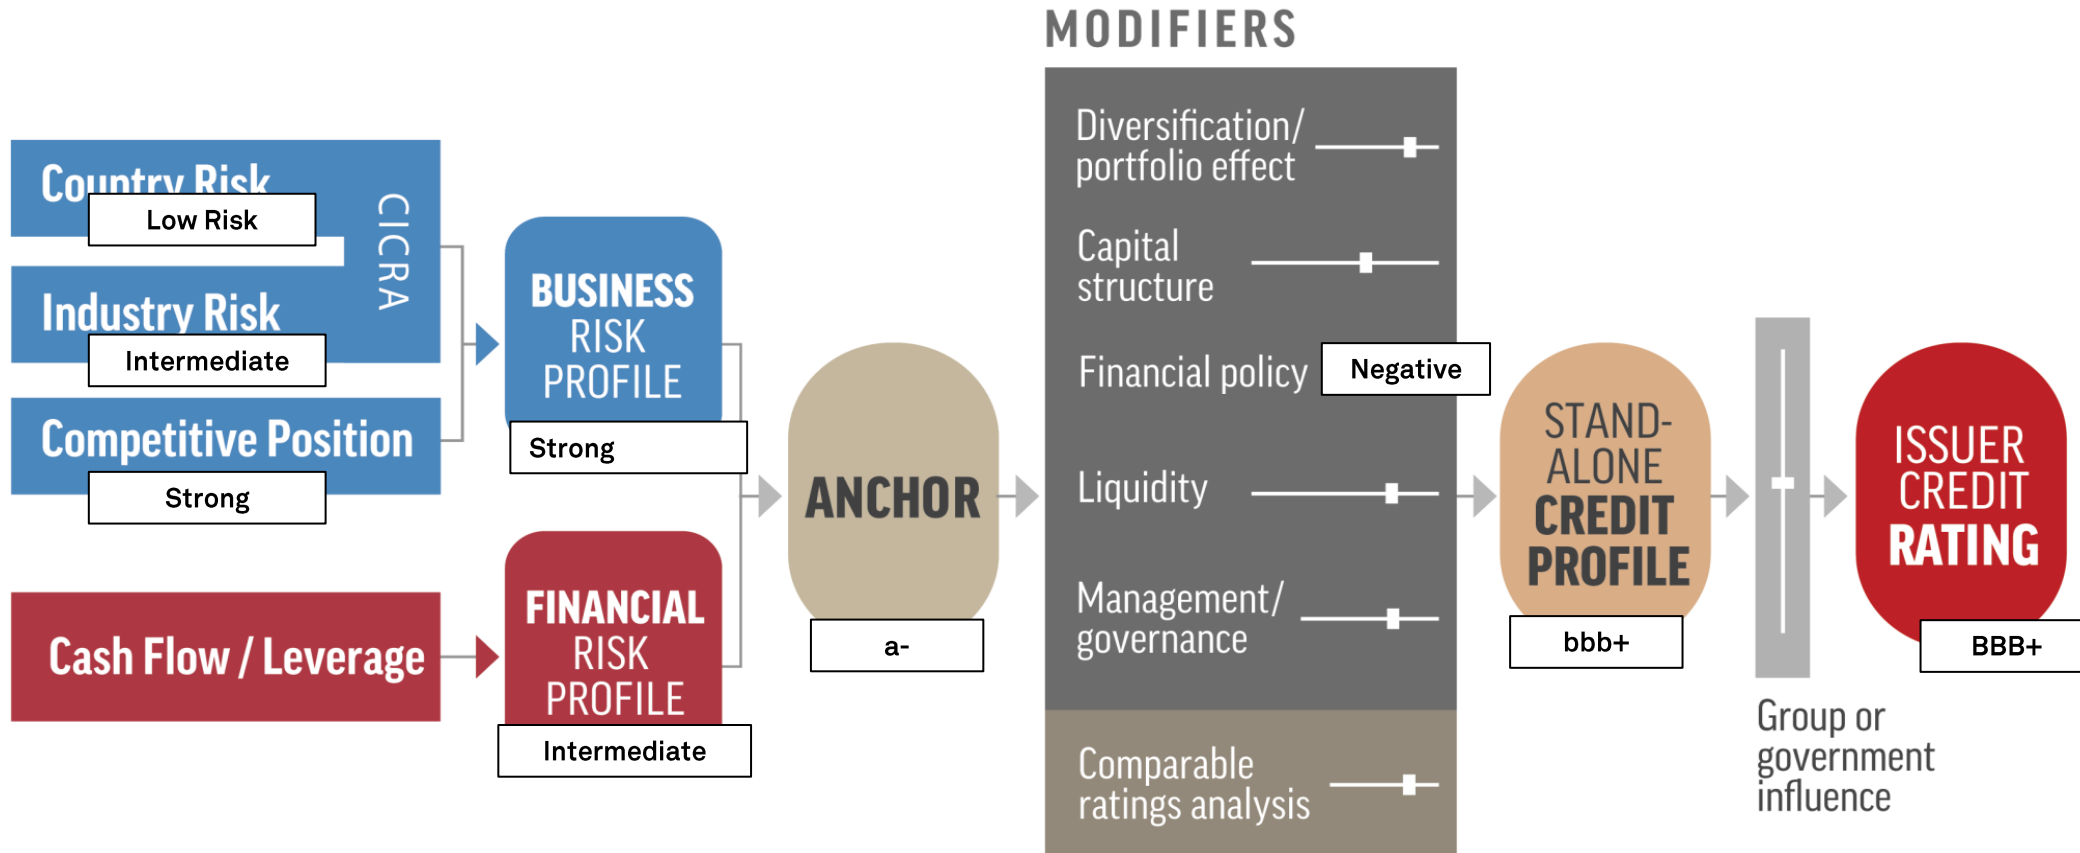 MODIFIERS
Country Risk
Low Risk
CICRA
Industry Risk
Intermediate
Competitive Position
Strong
Cash Flow / Leverage
BUSINESS
RISK
PROFILE
Strong
FINANCIAL
RISK
PROFILE
Intermediate
ANCHOR
a-
Diversification/
portfolio effect
Capital
structure
Financial policy
Negative
Liquidity
Management/
governance
Comparable
ratings analysis
STAND-
ALONE
CREDIT
PROFILE
bbb+
Group or
government
influence
ISSUER
CREDIT
RATING
BBB+